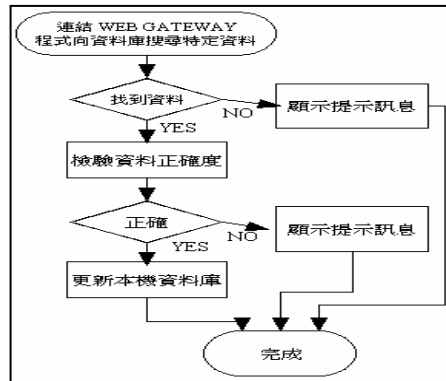 連結 WEB GATEWAY
程式向資料庫搜尋特定資料
找到資料
NO
顯示提示訊息
YES
檢驗資料正確度
正確
NO
顯示提示訊息
YES
更新本機資料庫
完成